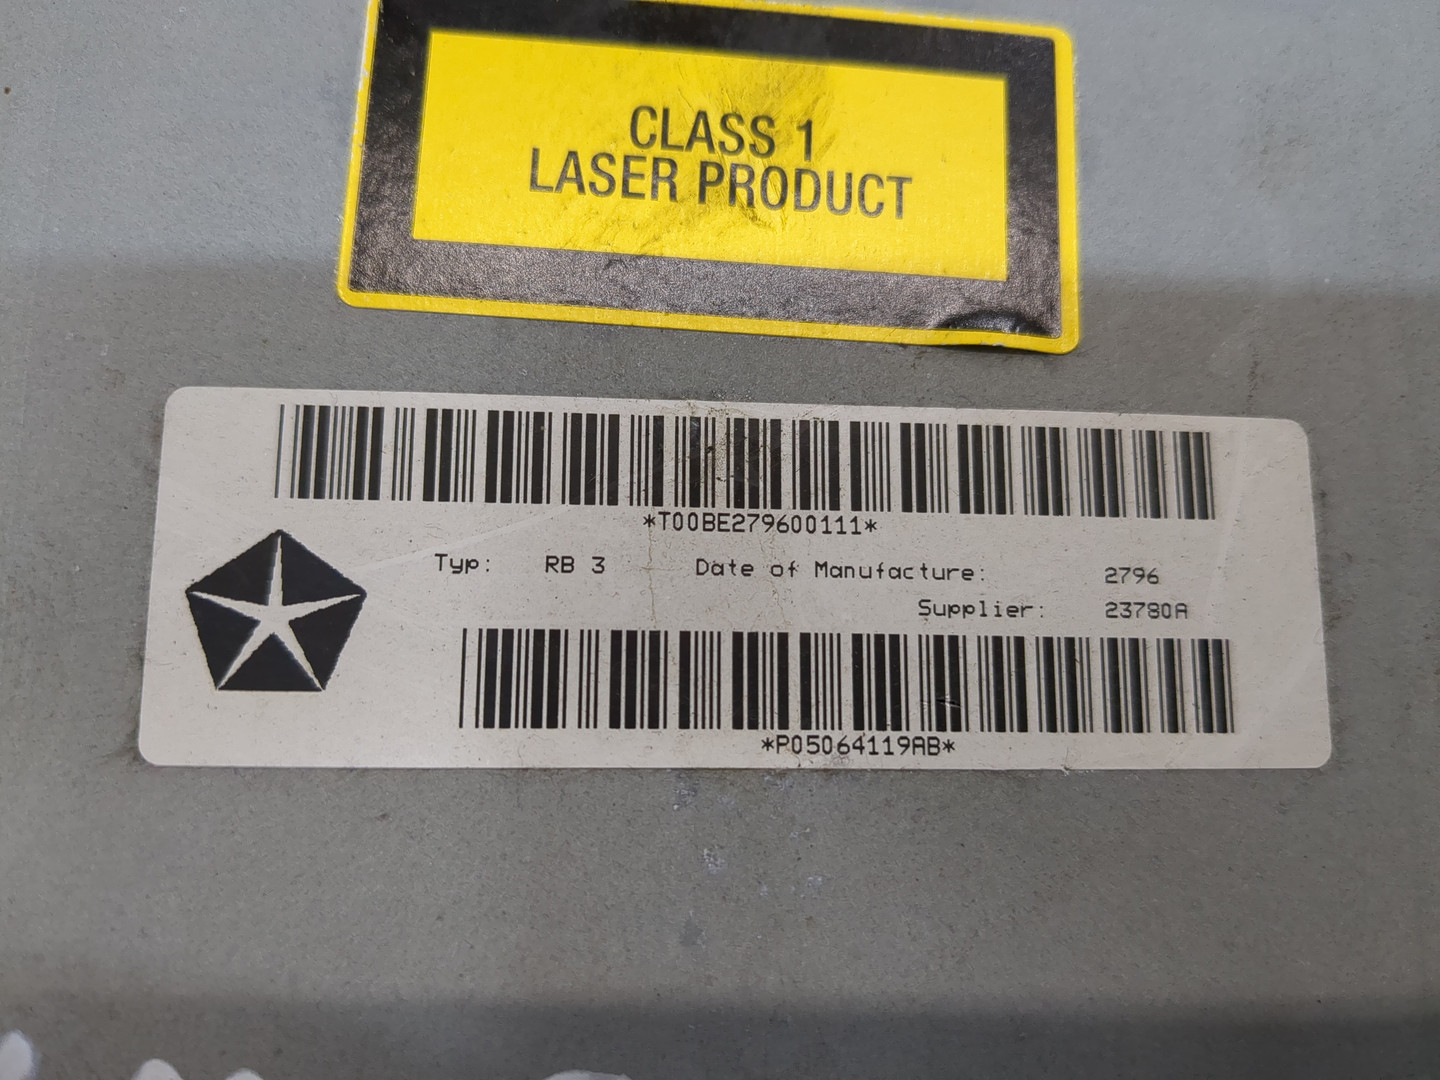 CLASS 1
LASER PRODUCT
*T00BE279600111*
Typ: RB 3 Date of Manufacture: 2796
Supplier: 23780A
*P05064119AB*